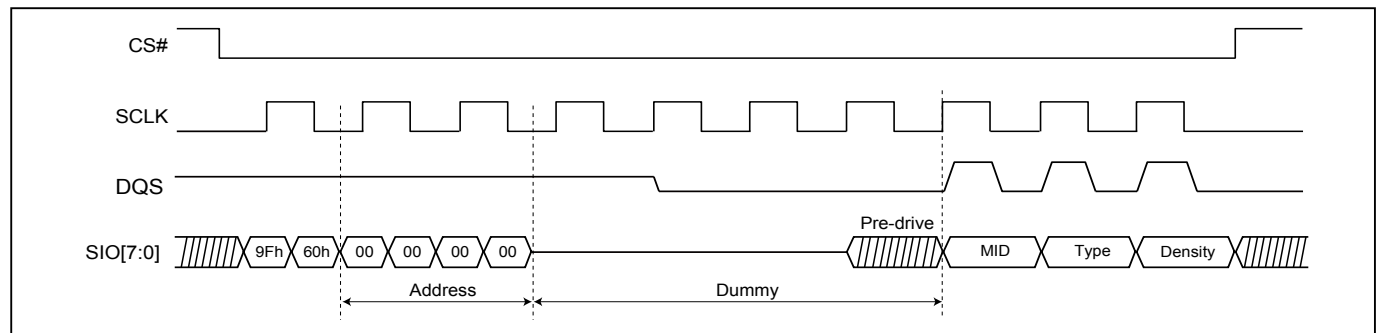 CS#
SCLK
DQS
Pre-drive
SIO[7:0] 9Fh 60h 00 00 00 00 MID Type Density
Address Dummy